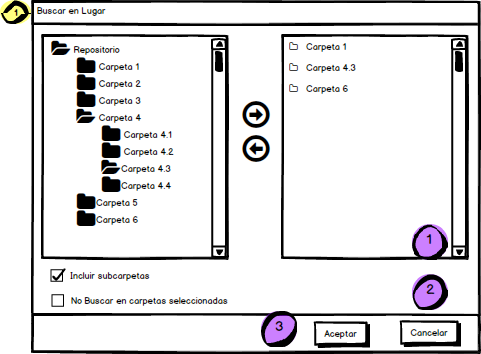 1
Buscar en Lugar
Repositorio
Carpeta 1
Carpeta 2
Carpeta 3
Carpeta 4
Carpeta 4.1
Carpeta 4.2
Carpeta 4.3
Carpeta 4.4
Carpeta 5
Carpeta 6
Carpeta 1
Carpeta 4.3
Carpeta 6
1
Incluir subcarpetas
2
No Buscar en carpetas seleccionadas
3
Aceptar
Cancelar